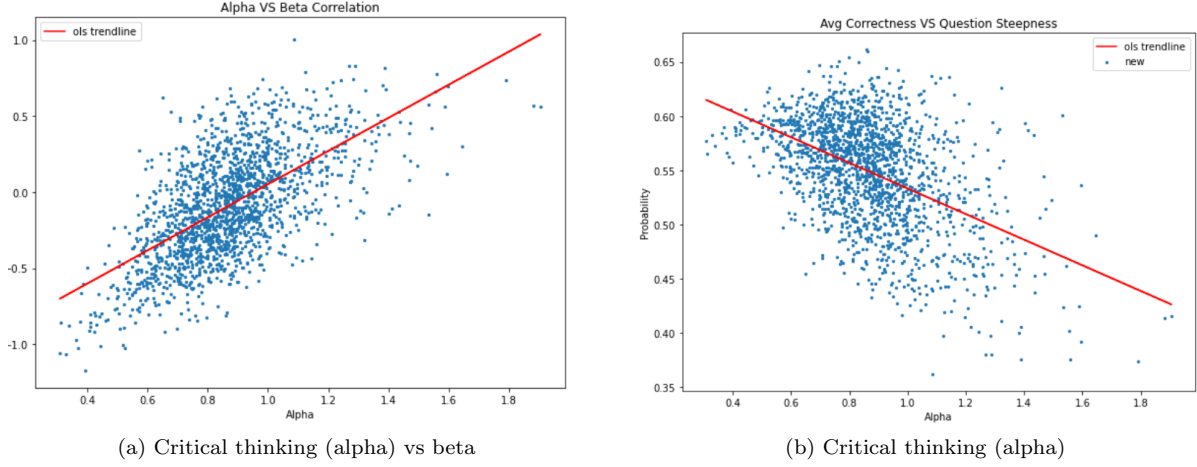 Alpha VS Beta Correlation
ols trendline
1.0
0.5
0.0
-0.5
-1.0
0.4 0.6 0.8 1.0 1.2 1.4 1.6 1.8
Alpha
(a) Critical thinking (alpha) vs beta
Avg Correctness VS Question Steepness
ols trendline
new
0.65
0.60
0.55
0.50
0.45
0.40
0.35
Probability
0.4 0.6 0.8 1.0 1.2 1.4 1.6 1.8
Alpha
(b) Critical thinking (alpha)